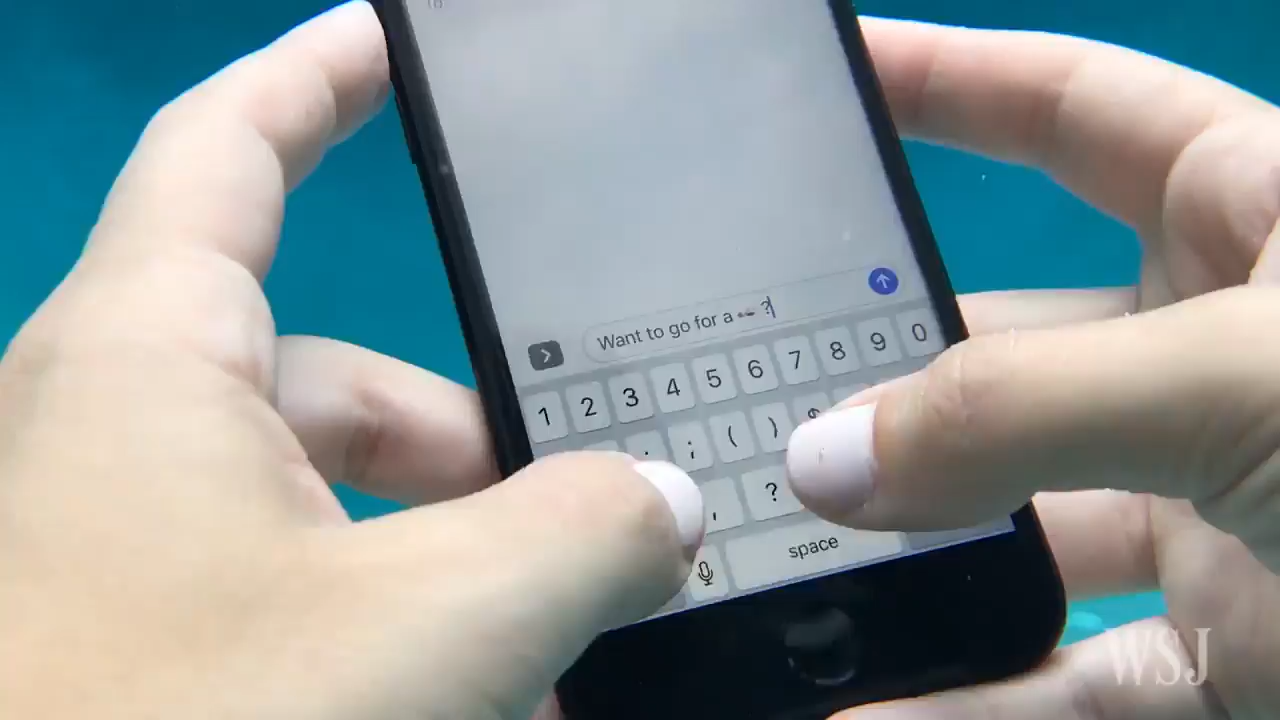 Want to go for a 🏊 ?
1 2 3 4 5 6 7 8 9 0
; ( )
, ?
space
WSJ